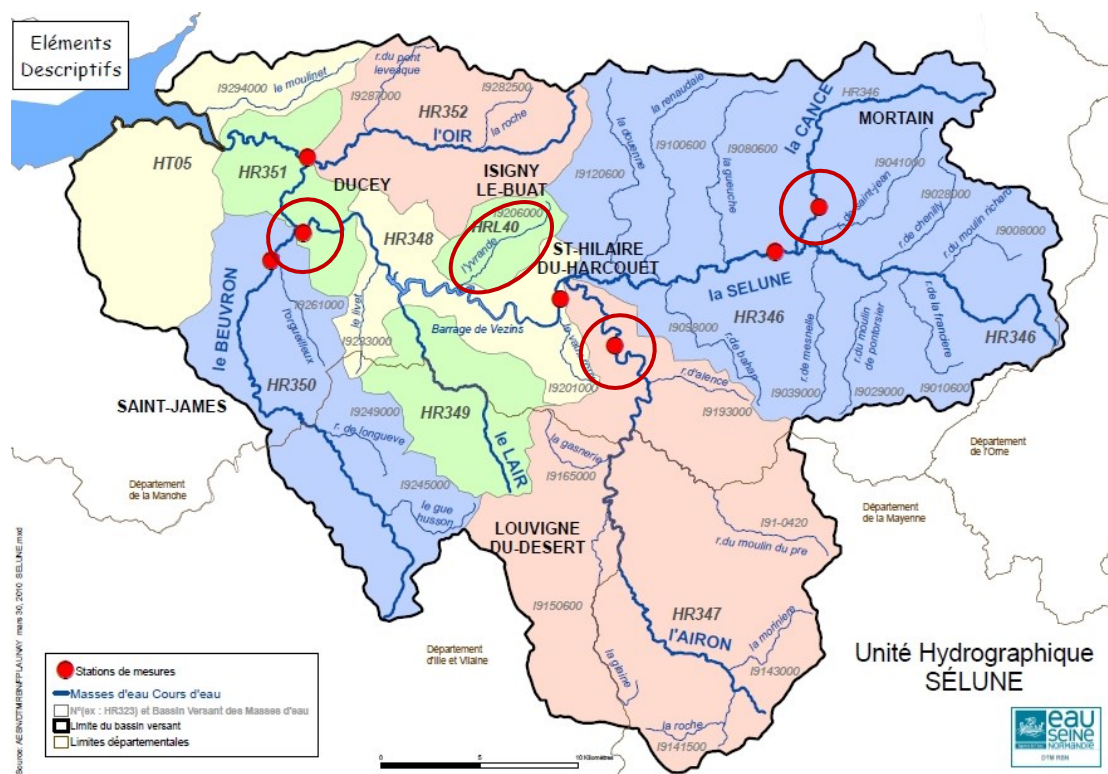 Eléments
Descriptifs
I9294000
le moulinet
r.du pont
levesque
I9287000
HR352
I9282500
la roche
l'OIR
HT05
HR351
DUCEY
ISIGNY
LE-BUAT
I9206000
HRL40
l'yvrande
HR348
ST-HILAIRE
DU-HARCOUËT
la douenne
I9120600
la renaudaie
I9100600
I9080600
la gueuche
la CANCE
HR346
MORTAIN
I9041000
r.de saint-jean
I9028000
r.de chenilly
r.du moulin richard
I9008000
la SELUNE
HR346
I9098000
r.de bahan
r.de mesnelle
I9039000
r.du moulin
de pontorsier
I9029000
r.de la franciere
I9010600
HR346
le BEUVRON
I9261000
l'orgueilleux
le livet
I9283000
Barrage de Vezins
I9201000
r.d'alence
I9193000
HR350
HR349
le LAIR
SAINT-JAMES
I9249000
r. de longueve
I9245000
le gue
husson
la gasnerie
I9165000
Département
de la Manche
Département
de l'Orne
Département
de la Mayenne
LOUVIGNE
DU-DESERT
I91-0420
r.du moulin du pre
I9150600
HR347
l'AIRON
la moriniere
I9143000
la glaine
la roche
I9141500
Département
d'Ille et Vilaine
Unité Hydrographique
SÉLUNE
Stations de mesures
Masses d'eau Cours d'eau
N°(ex : HR323) et Bassin Versant des Masses d'eau
Limite du bassin versant
Limites départementales
0 5 10 Kilomètres
eau
SEINE
NORMANDIE
DTM RBN